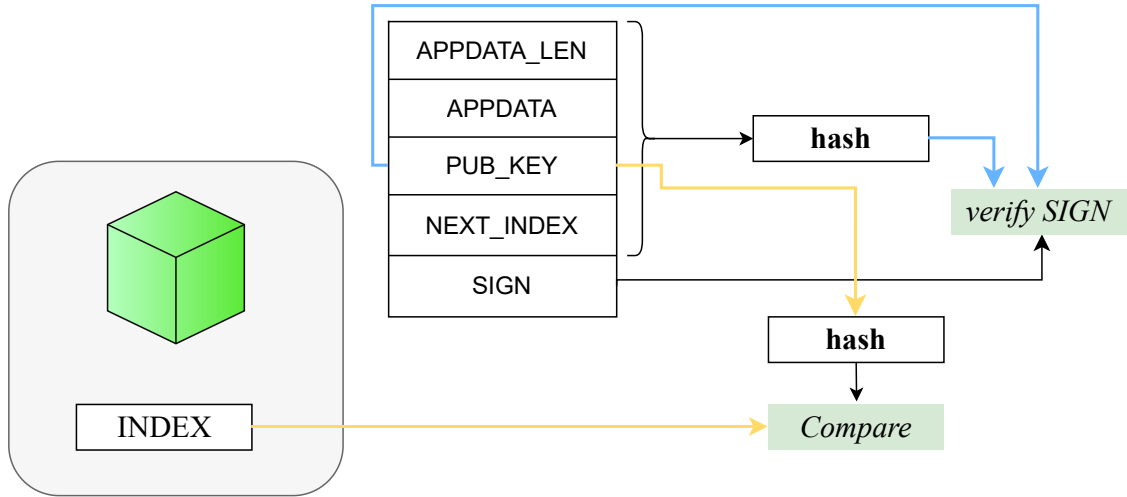 APPDATA_LEN
APPDATA
hash
PUB_KEY
verify SIGN
NEXT_INDEX
SIGN
hash
INDEX
Compare